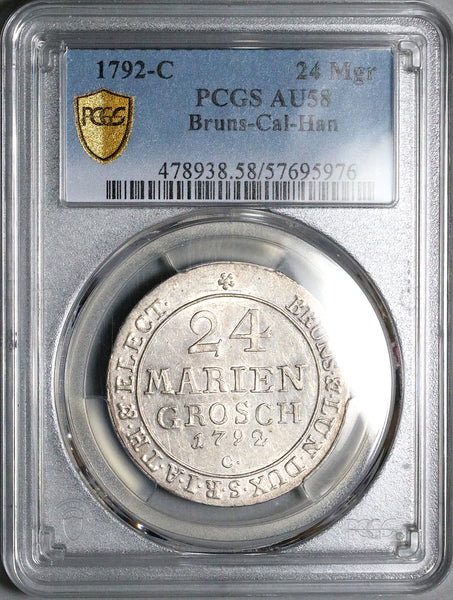 1792-C 24 Mgr
PCGS AU58
Bruns-Cal-Han
PCGS
478938.58/57695976
BRUNS·E·LUN·DUX·S·R·I·A·TH·E·ELECT·
24
MARIEN
GROSCH
1792
·C·
PCGS